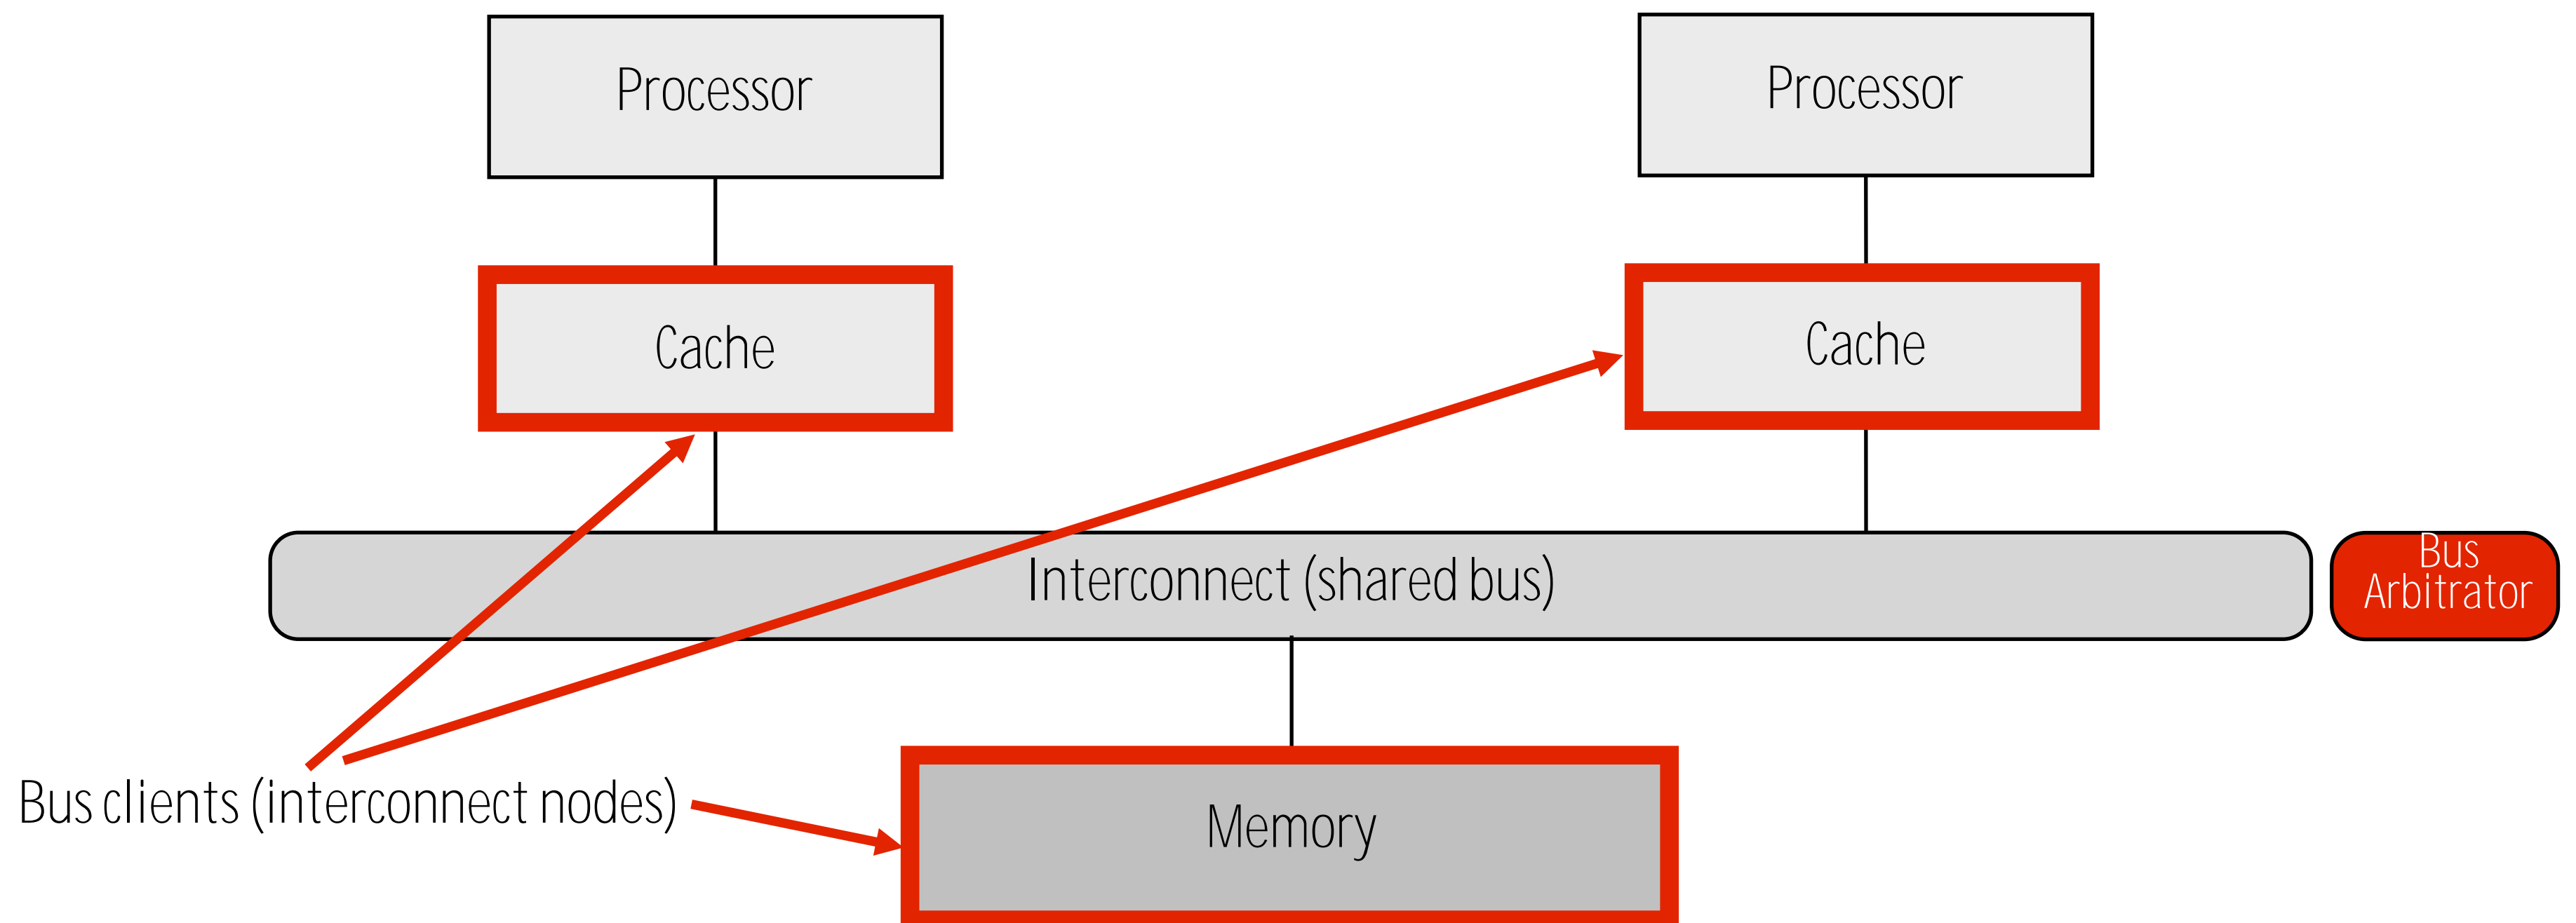 Processor
Processor
Cache
Cache
Interconnect (shared bus)
Bus
Arbitrator
Bus clients (interconnect nodes)
Memory